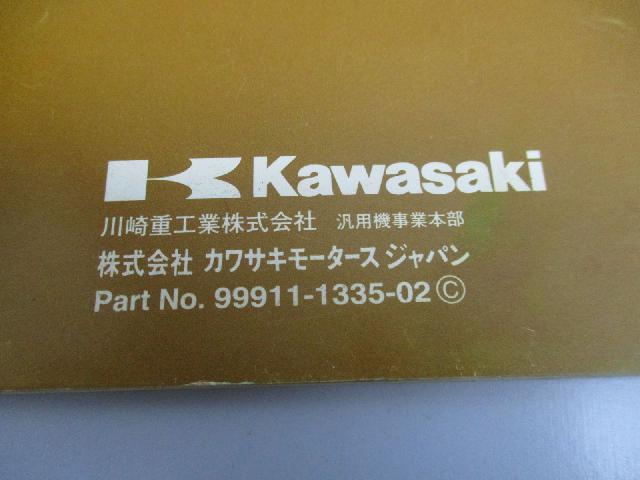 Kawasaki
川崎重工業株式会社 汎用機事業本部
株式会社 カワサキモータース ジャパン
Part No. 99911-1335-02 ©